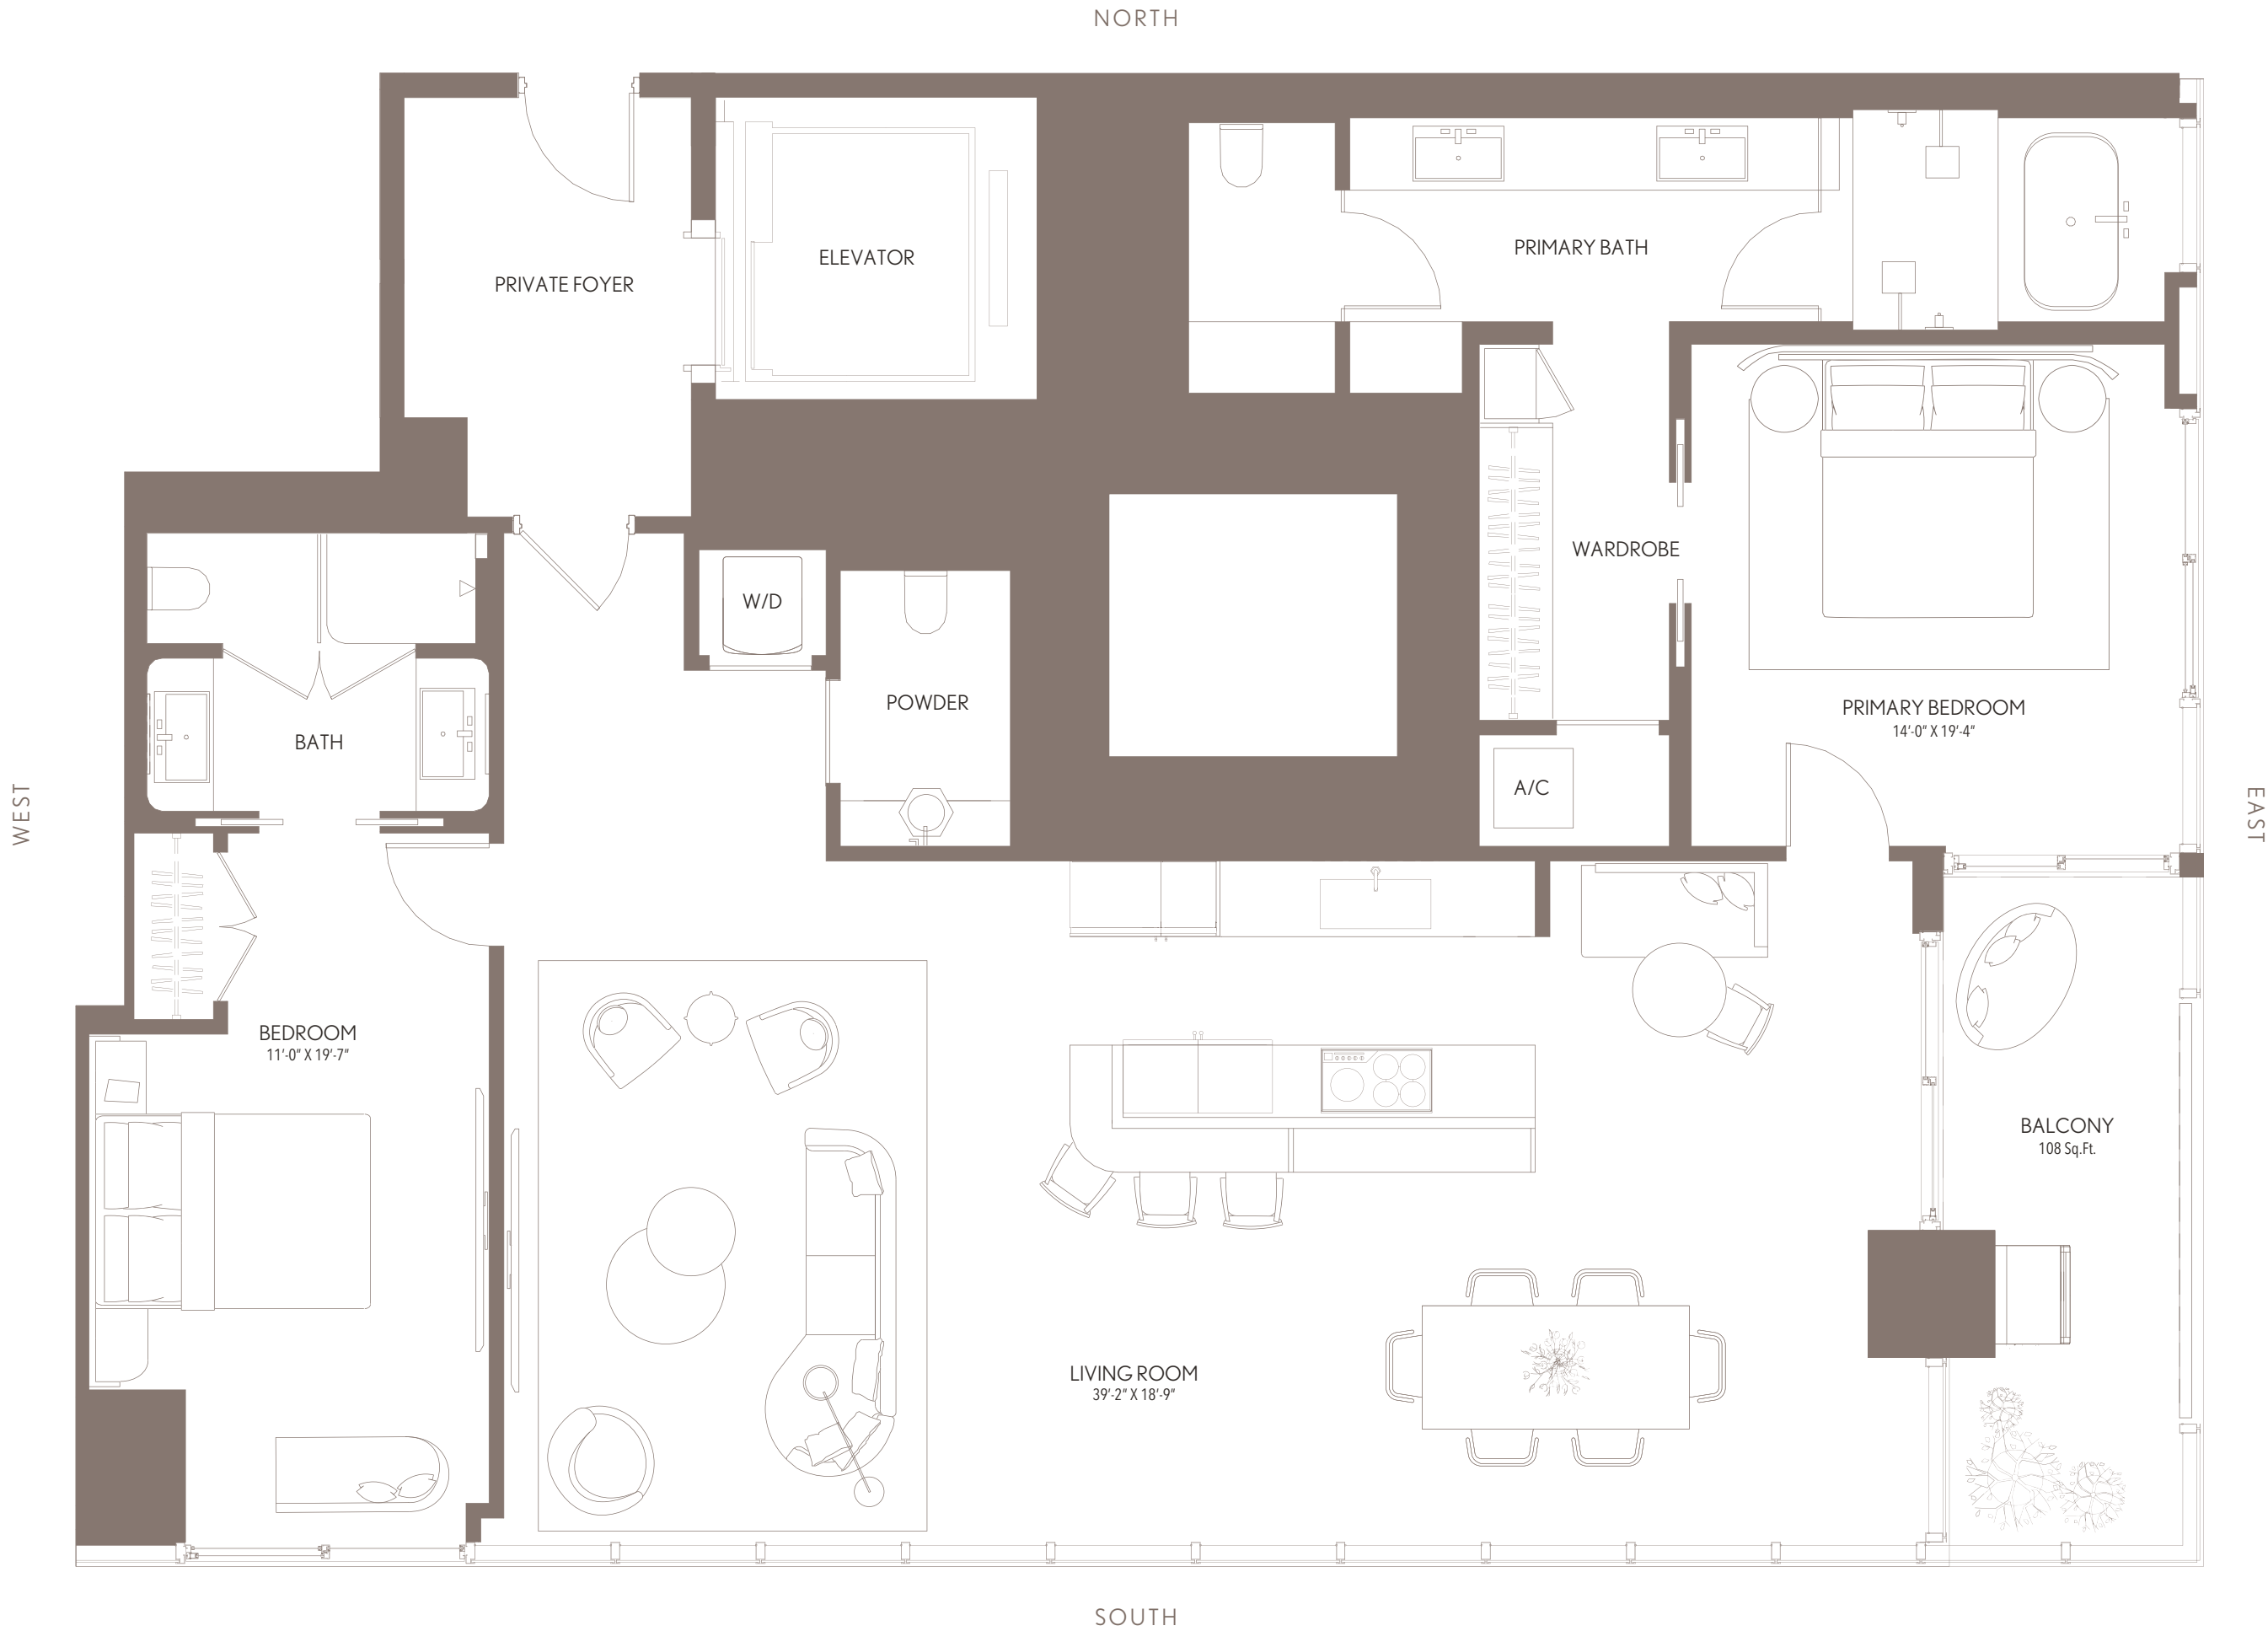 NORTH
ELEVATOR
PRIVATE FOYER
PRIMARY BATH
WARDROBE
W/D
POWDER
PRIMARY BEDROOM
14'-0" X 19'-4"
BATH
A/C
WEST
EAST
BEDROOM
11'-0" X 19'-7"
BALCONY
108 Sq.Ft.
LIVING ROOM
39'-2" X 18'-9"
SOUTH